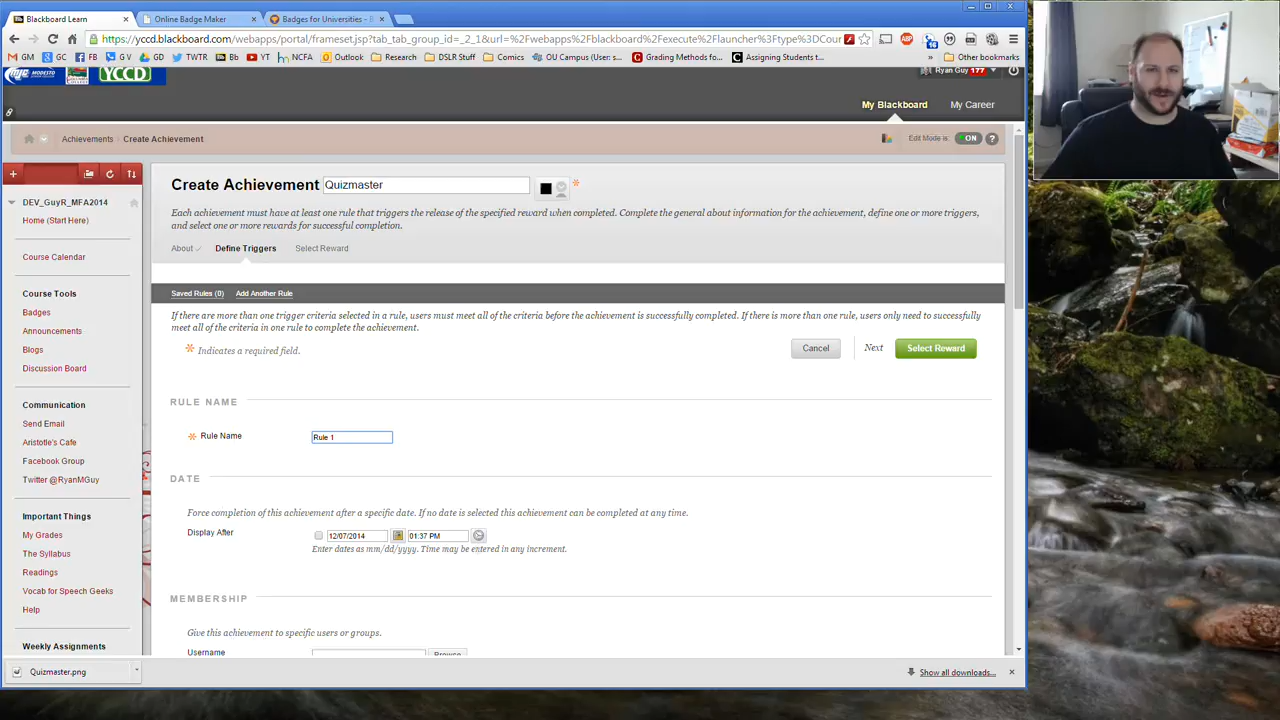 Blackboard Learn
Online Badge Maker
Badges for Universities -
https://yccd.blackboard.com/webapps/portal/frameset.jsp?tab_tab_group_id=_2_1&url=%2Fwebapps%2Fblackboard%2Fexecute%2Flauncher%3Ftype%3DCour
GM GC FB GV GD TWTR Bb YT NCFA Outlook Research DSLR Stuff Comics OU Campus (User... Grading Methods fo... Assigning Students t... » Other bookmarks
MODESTO
YCCD
Ryan Guy 177
My Blackboard My Career
Achievements Create Achievement Edit Mode is: ON ?
DEV_GuyR_MFA2014
Home (Start Here)
Course Calendar
Course Tools
Badges
Announcements
Blogs
Discussion Board
Communication
Send Email
Aristotle's Cafe
Facebook Group
Twitter @RyanMGuy
Important Things
My Grades
The Syllabus
Readings
Vocab for Speech Geeks
Help
Weekly Assignments
Create Achievement Quizmaster *
Each achievement must have at least one rule that triggers the release of the specified reward when completed. Complete the general about information for the achievement, define one or more triggers,
and select one or more rewards for successful completion.
About Define Triggers Select Reward
Saved Rules (0) Add Another Rule
If there are more than one trigger criteria selected in a rule, users must meet all of the criteria before the achievement is successfully completed. If there is more than one rule, users only need to successfully
meet all of the criteria in one rule to complete the achievement.
* Indicates a required field.
Cancel Next Select Reward
RULE NAME
* Rule Name Rule 1
DATE
Force completion of this achievement after a specific date. If no date is selected this achievement can be completed at any time.
Display After 12/07/2014 01:37 PM
Enter dates as mm/dd/yyyy. Time may be entered in any increment.
MEMBERSHIP
Give this achievement to specific users or groups.
Username Browse
Quizmaster.png
Show all downloads...